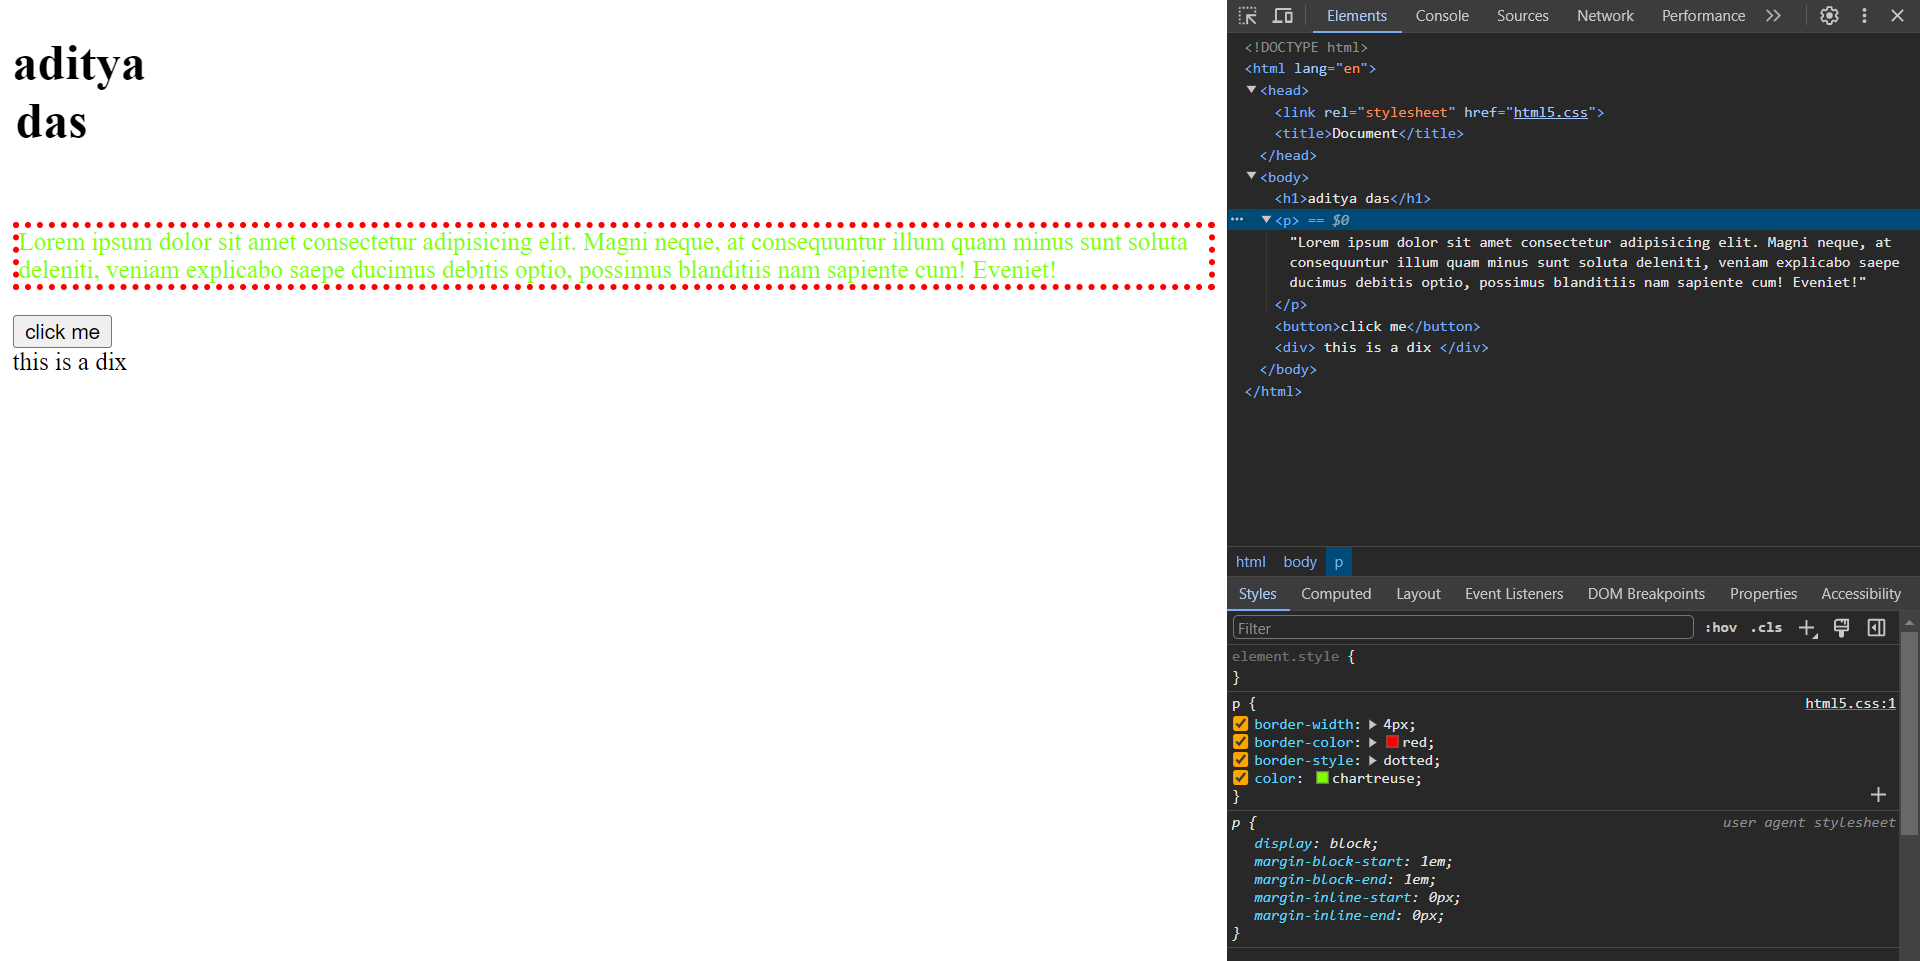 aditya
das
Lorem ipsum dolor sit amet consectetur adipisicing elit. Magni neque, at consequuntur illum quam minus sunt soluta
deleniti, veniam explicabo saepe ducimus debitis optio, possimus blanditiis nam sapiente cum! Eveniet!
click me
this is a dix
Elements Console Sources Network Performance
<!DOCTYPE html>
<html lang="en">
<head>
<link rel="stylesheet" href="html5.css">
<title>Document</title>
</head>
<body>
<h1>aditya das</h1>
<p> == $0
"Lorem ipsum dolor sit amet consectetur adipisicing elit. Magni neque, at
consequuntur illum quam minus sunt soluta deleniti, veniam explicabo saepe
ducimus debitis optio, possimus blanditiis nam sapiente cum! Eveniet!"
</p>
<button>click me</button>
<div> this is a dix </div>
</body>
</html>
html body p
Styles Computed Layout Event Listeners DOM Breakpoints Properties Accessibility
Filter :hov .cls
element.style {
}
p { html5.css:1
border-width: 4px;
border-color: red;
border-style: dotted;
color: chartreuse;
}
p { user agent stylesheet
display: block;
margin-block-start: 1em;
margin-block-end: 1em;
margin-inline-start: 0px;
margin-inline-end: 0px;
}